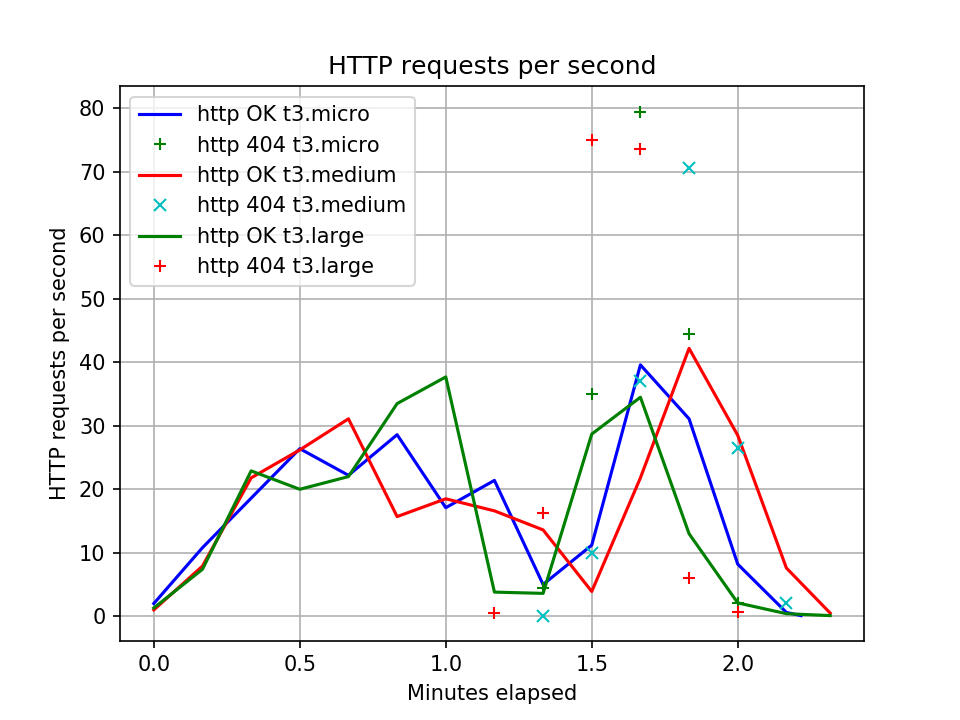 HTTP requests per second
HTTP requests per second
80
70
60
50
40
30
20
10
0
http OK t3.micro
http 404 t3.micro
http OK t3.medium
http 404 t3.medium
http OK t3.large
http 404 t3.large
0.0 0.5 1.0 1.5 2.0
Minutes elapsed